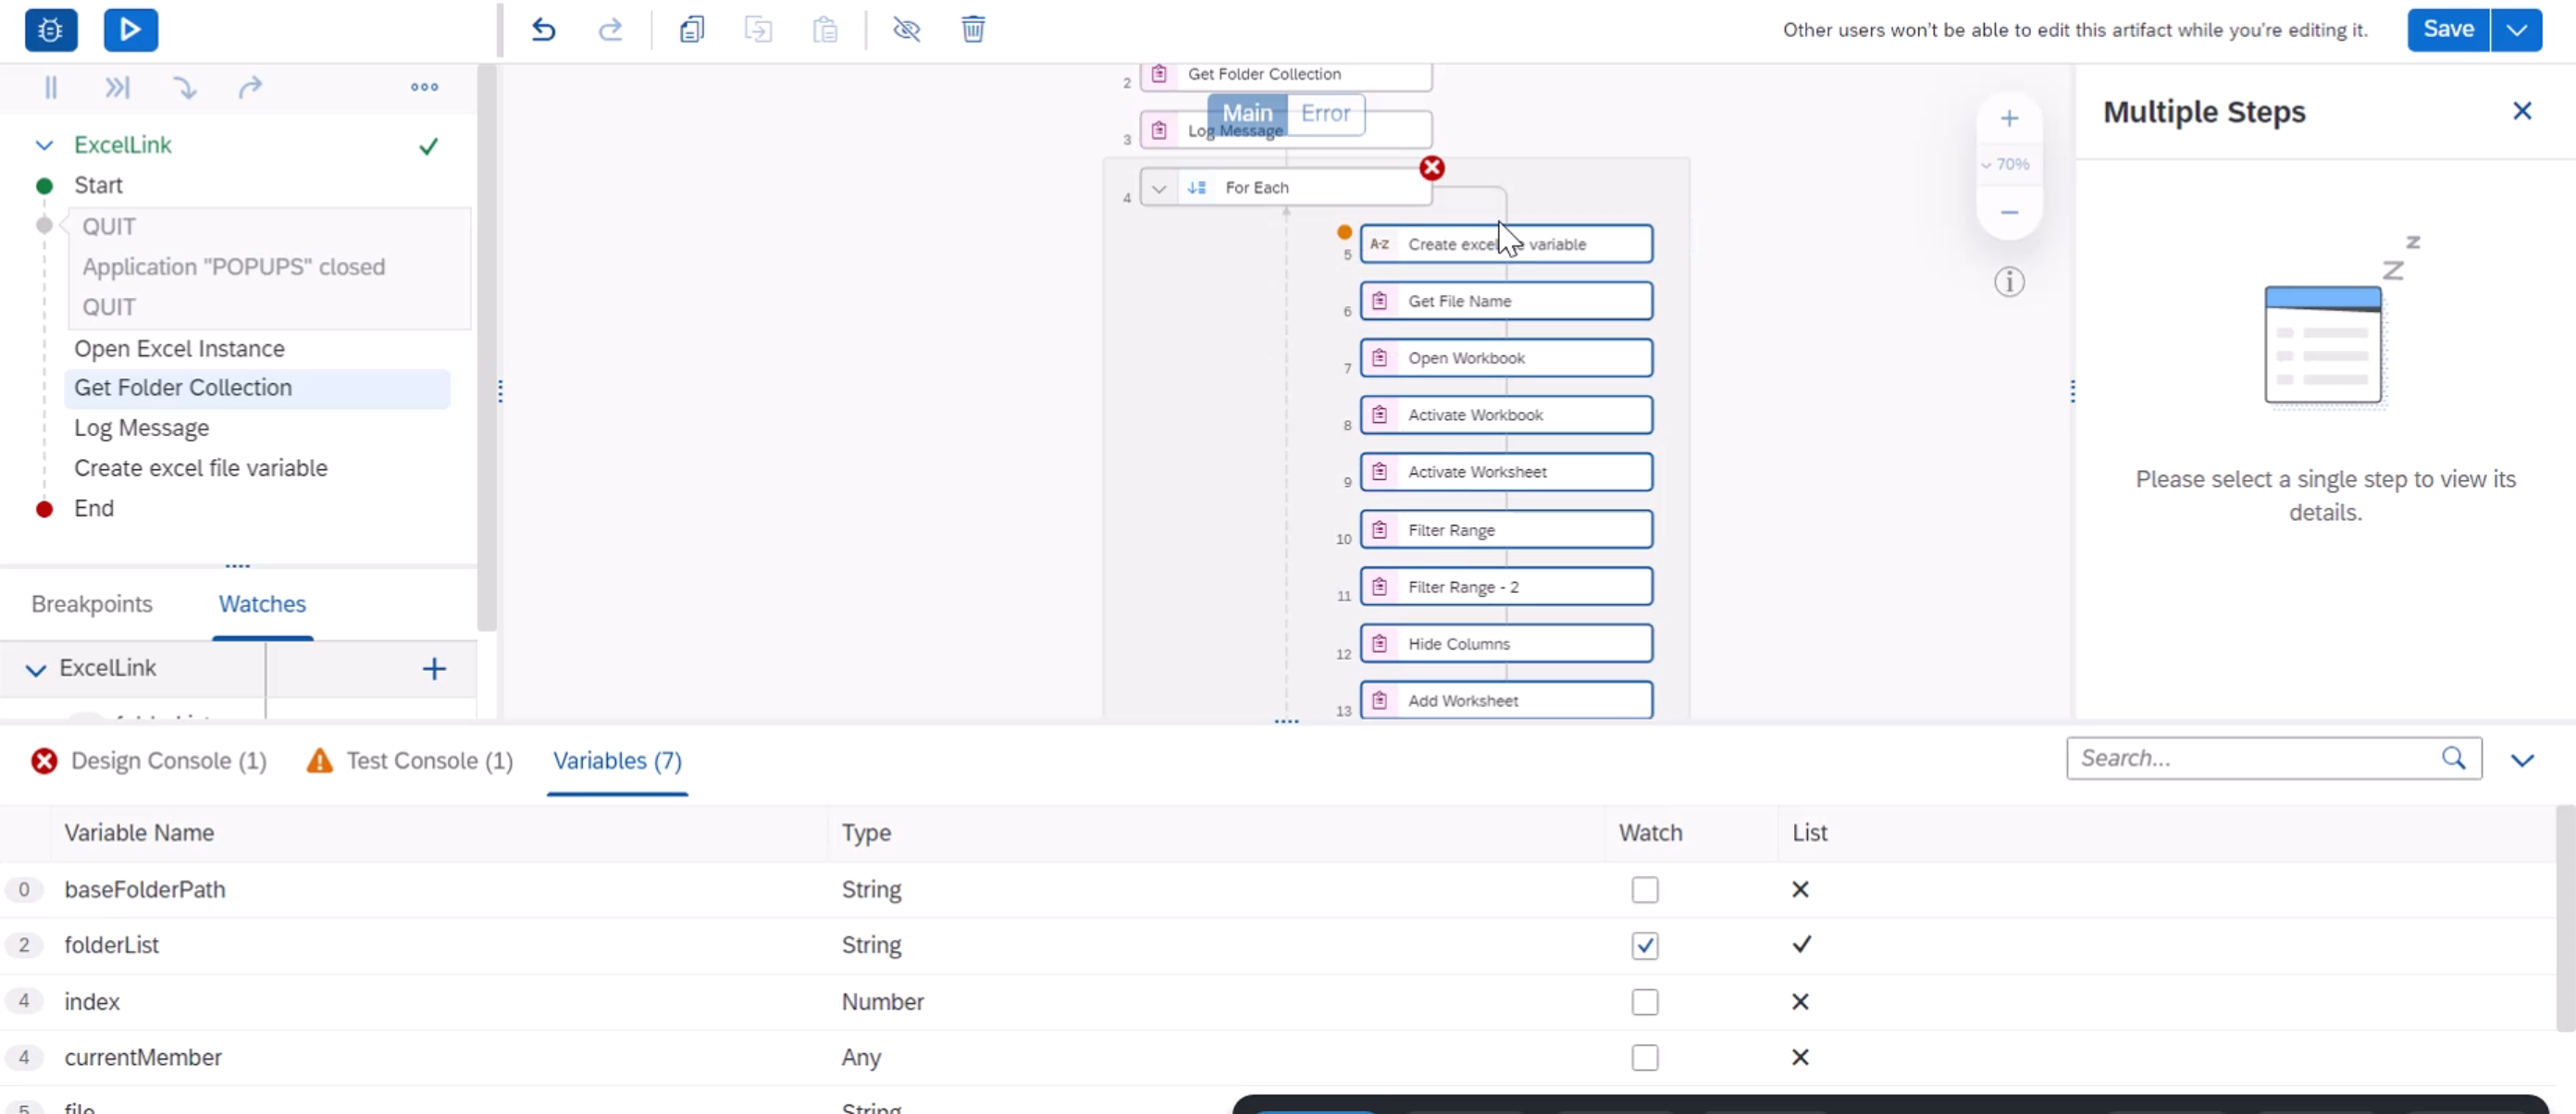 Other users won't be able to edit this artifact while you're editing it.
Save
ExcelLink
Start
QUIT
Application "POPUPS" closed
QUIT
Open Excel Instance
Get Folder Collection
Log Message
Create excel file variable
End
Breakpoints
Watches
ExcelLink
2
Get Folder Collection
Main
Error
3
Log Message
4
For Each
5
A-Z
Create excel variable
6
Get File Name
7
Open Workbook
8
Activate Workbook
9
Activate Worksheet
10
Filter Range
11
Filter Range - 2
12
Hide Columns
13
Add Worksheet
70%
Multiple Steps
Z
Z
Please select a single step to view its
details.
Design Console (1)
Test Console (1)
Variables (7)
Search...
Variable Name Type Watch List
0 baseFolderPath String
2 folderList String
4 index Number
4 currentMember Any
5 file String